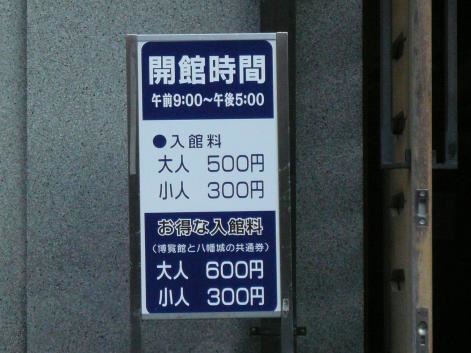 開館時間
午前9:00～午後5:00
●入館料
大人 500円
小人 300円
お得な入館料
(博覧館と八幡城の共通券)
大人 600円
小人 300円